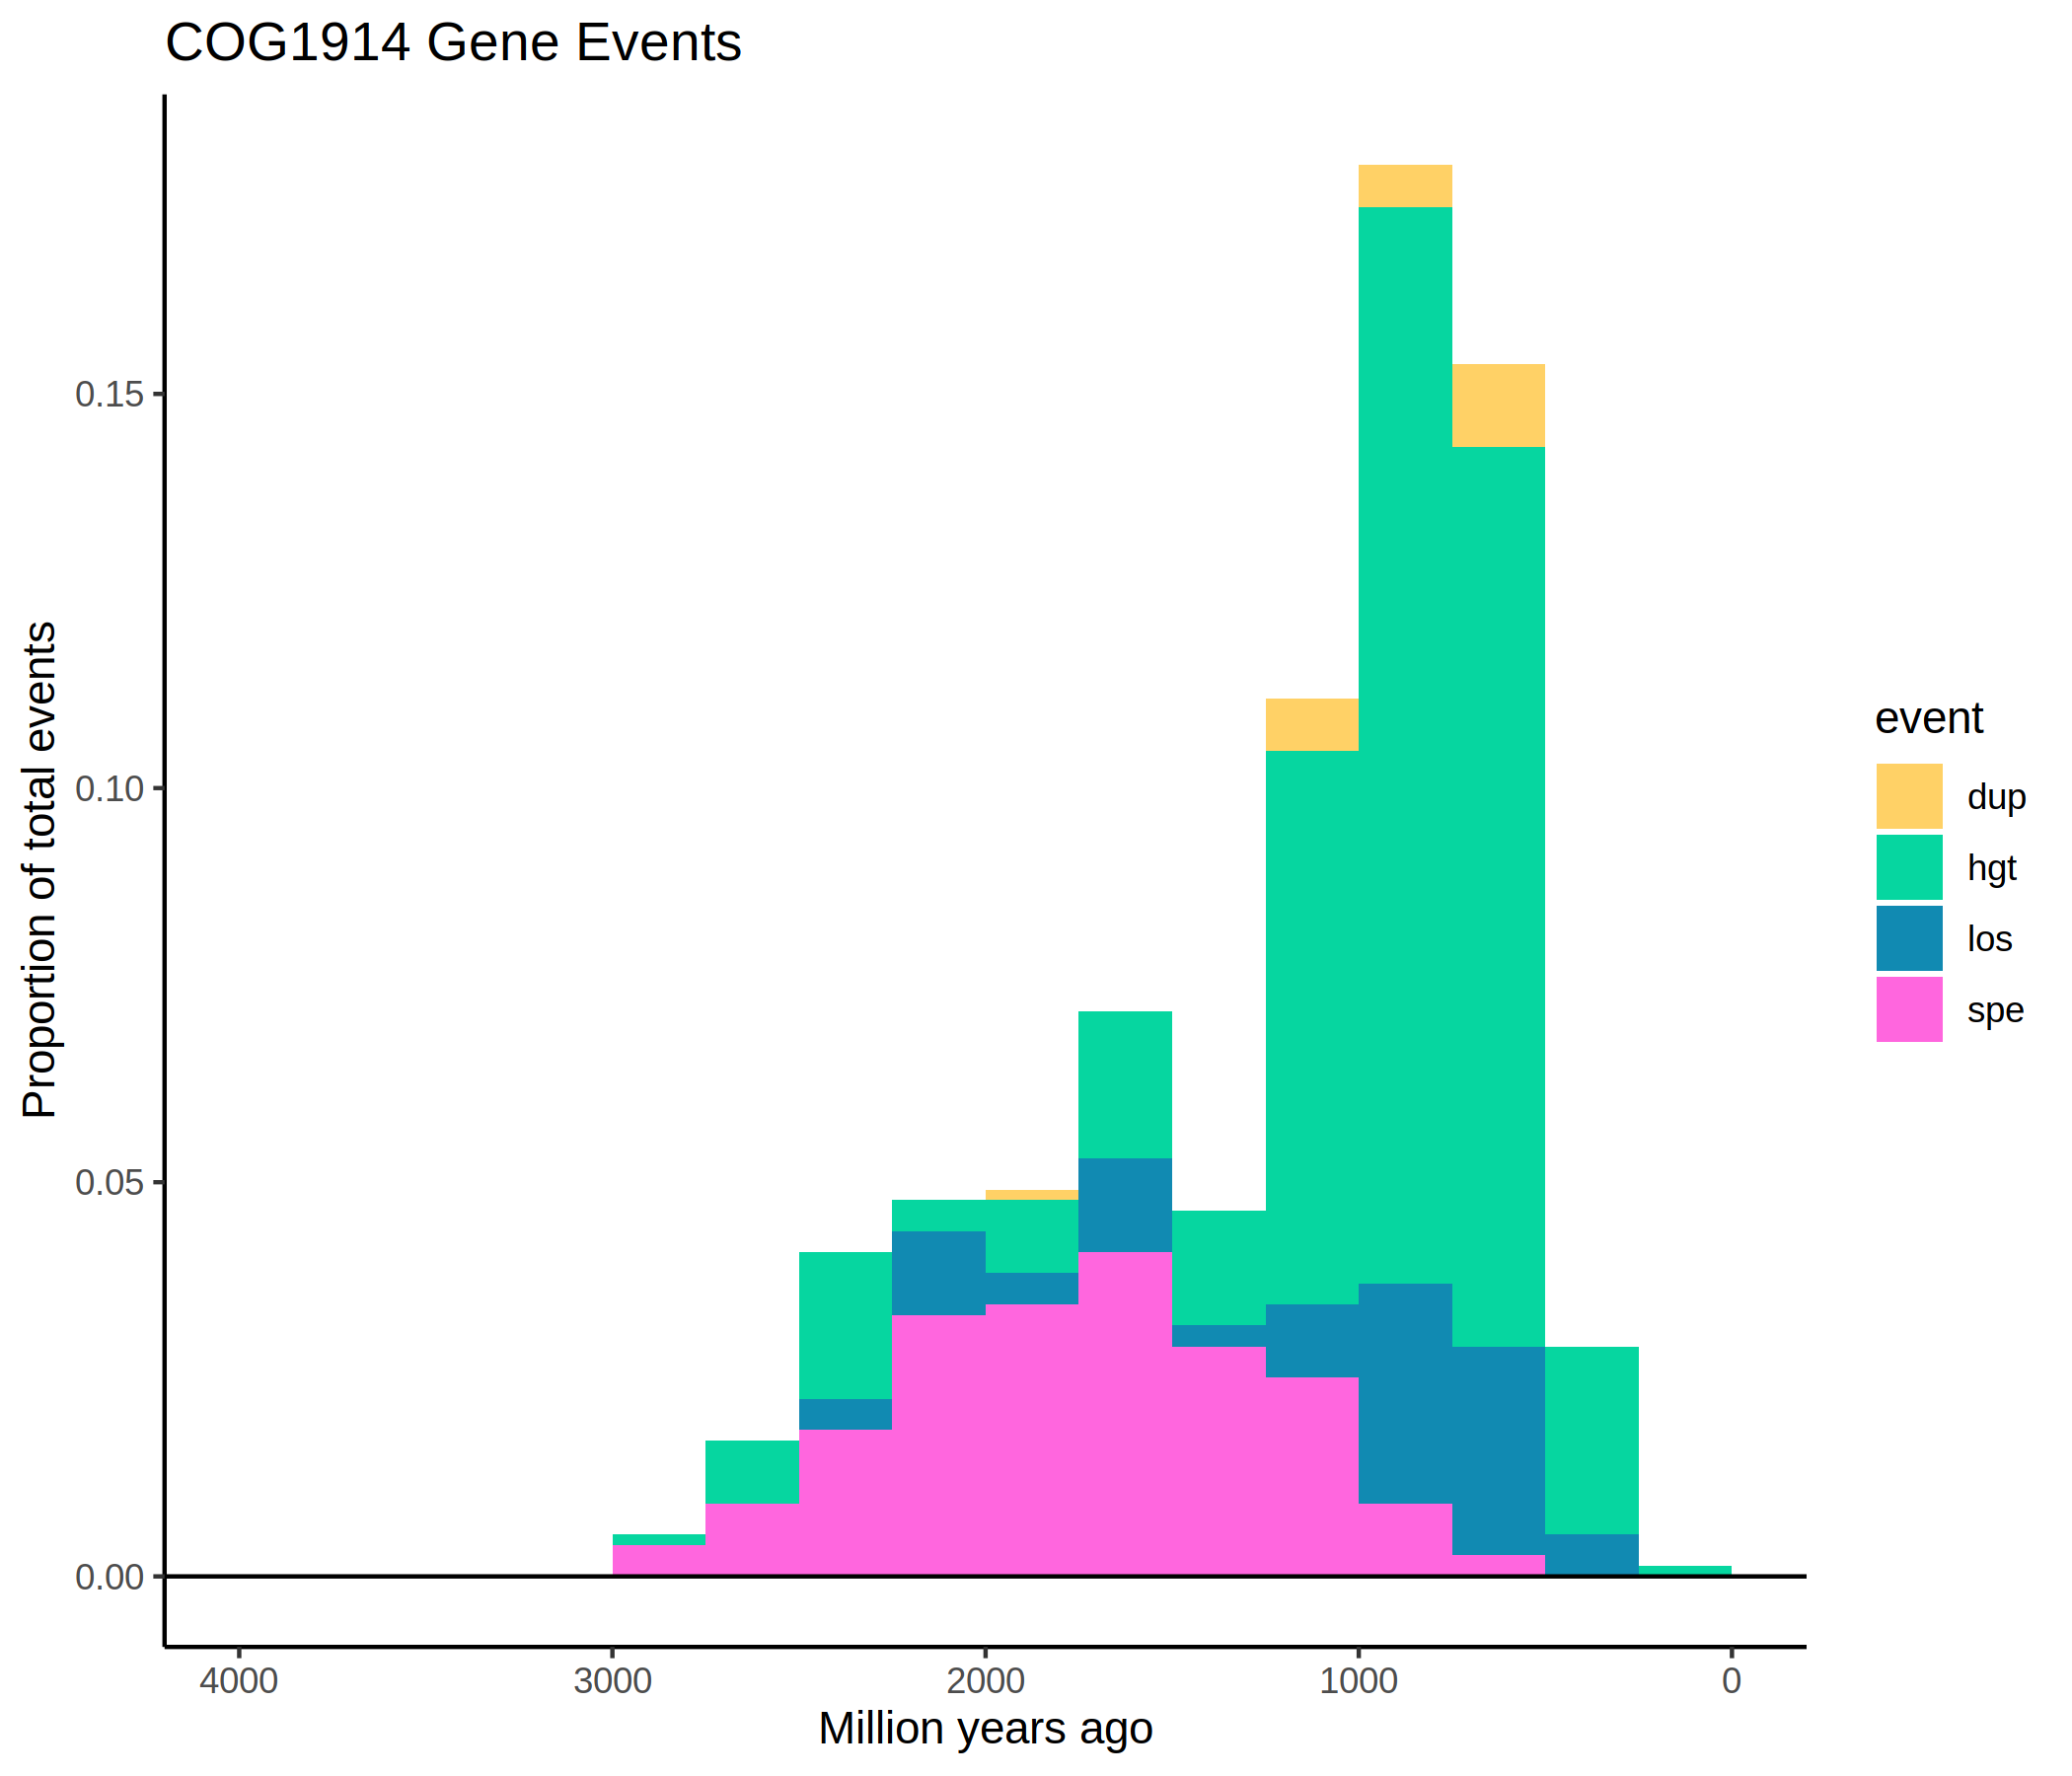 COG1914 Gene Events
Proportion of total events
0.15
0.10
0.05
0.00
4000 3000 2000 1000 0
Million years ago
event
dup
hgt
los
spe